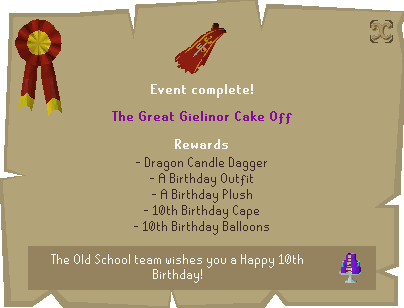 Event complete!
The Great Gielinor Cake Off
Rewards
- Dragon Candle Dagger
- A Birthday Outfit
- A Birthday Plush
- 10th Birthday Cape
- 10th Birthday Balloons
The Old School team wishes you a Happy 10th
Birthday!